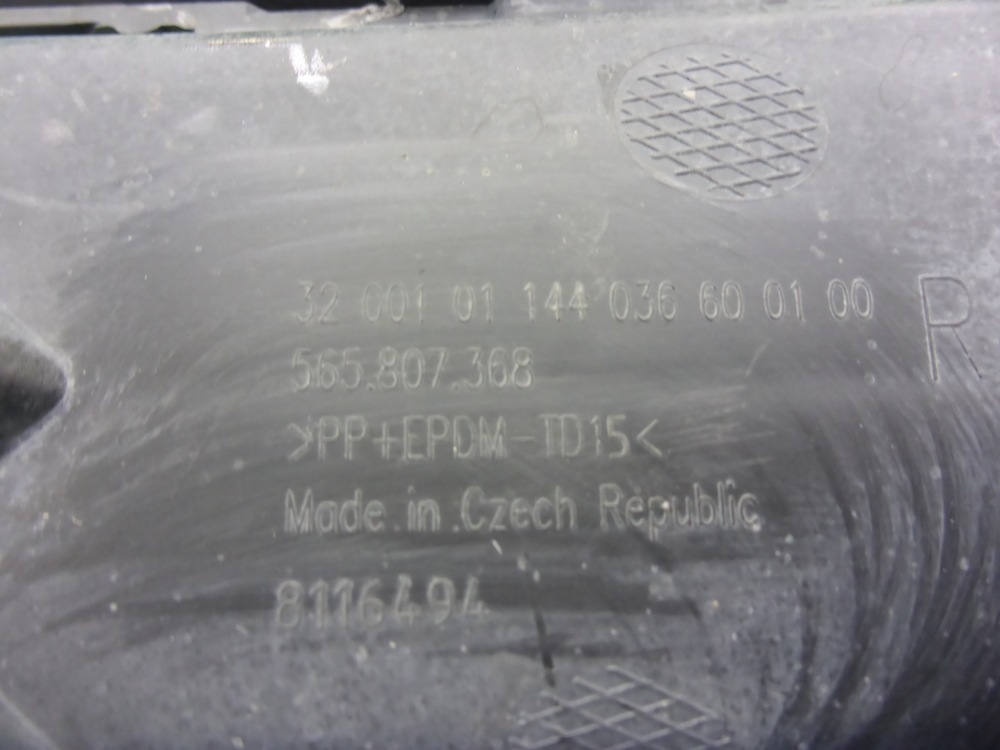 32 001 01 144 036 60 01 00
R
565.807.368
>PP+EPDM-TD15<
Made in Czech Republic
8116494